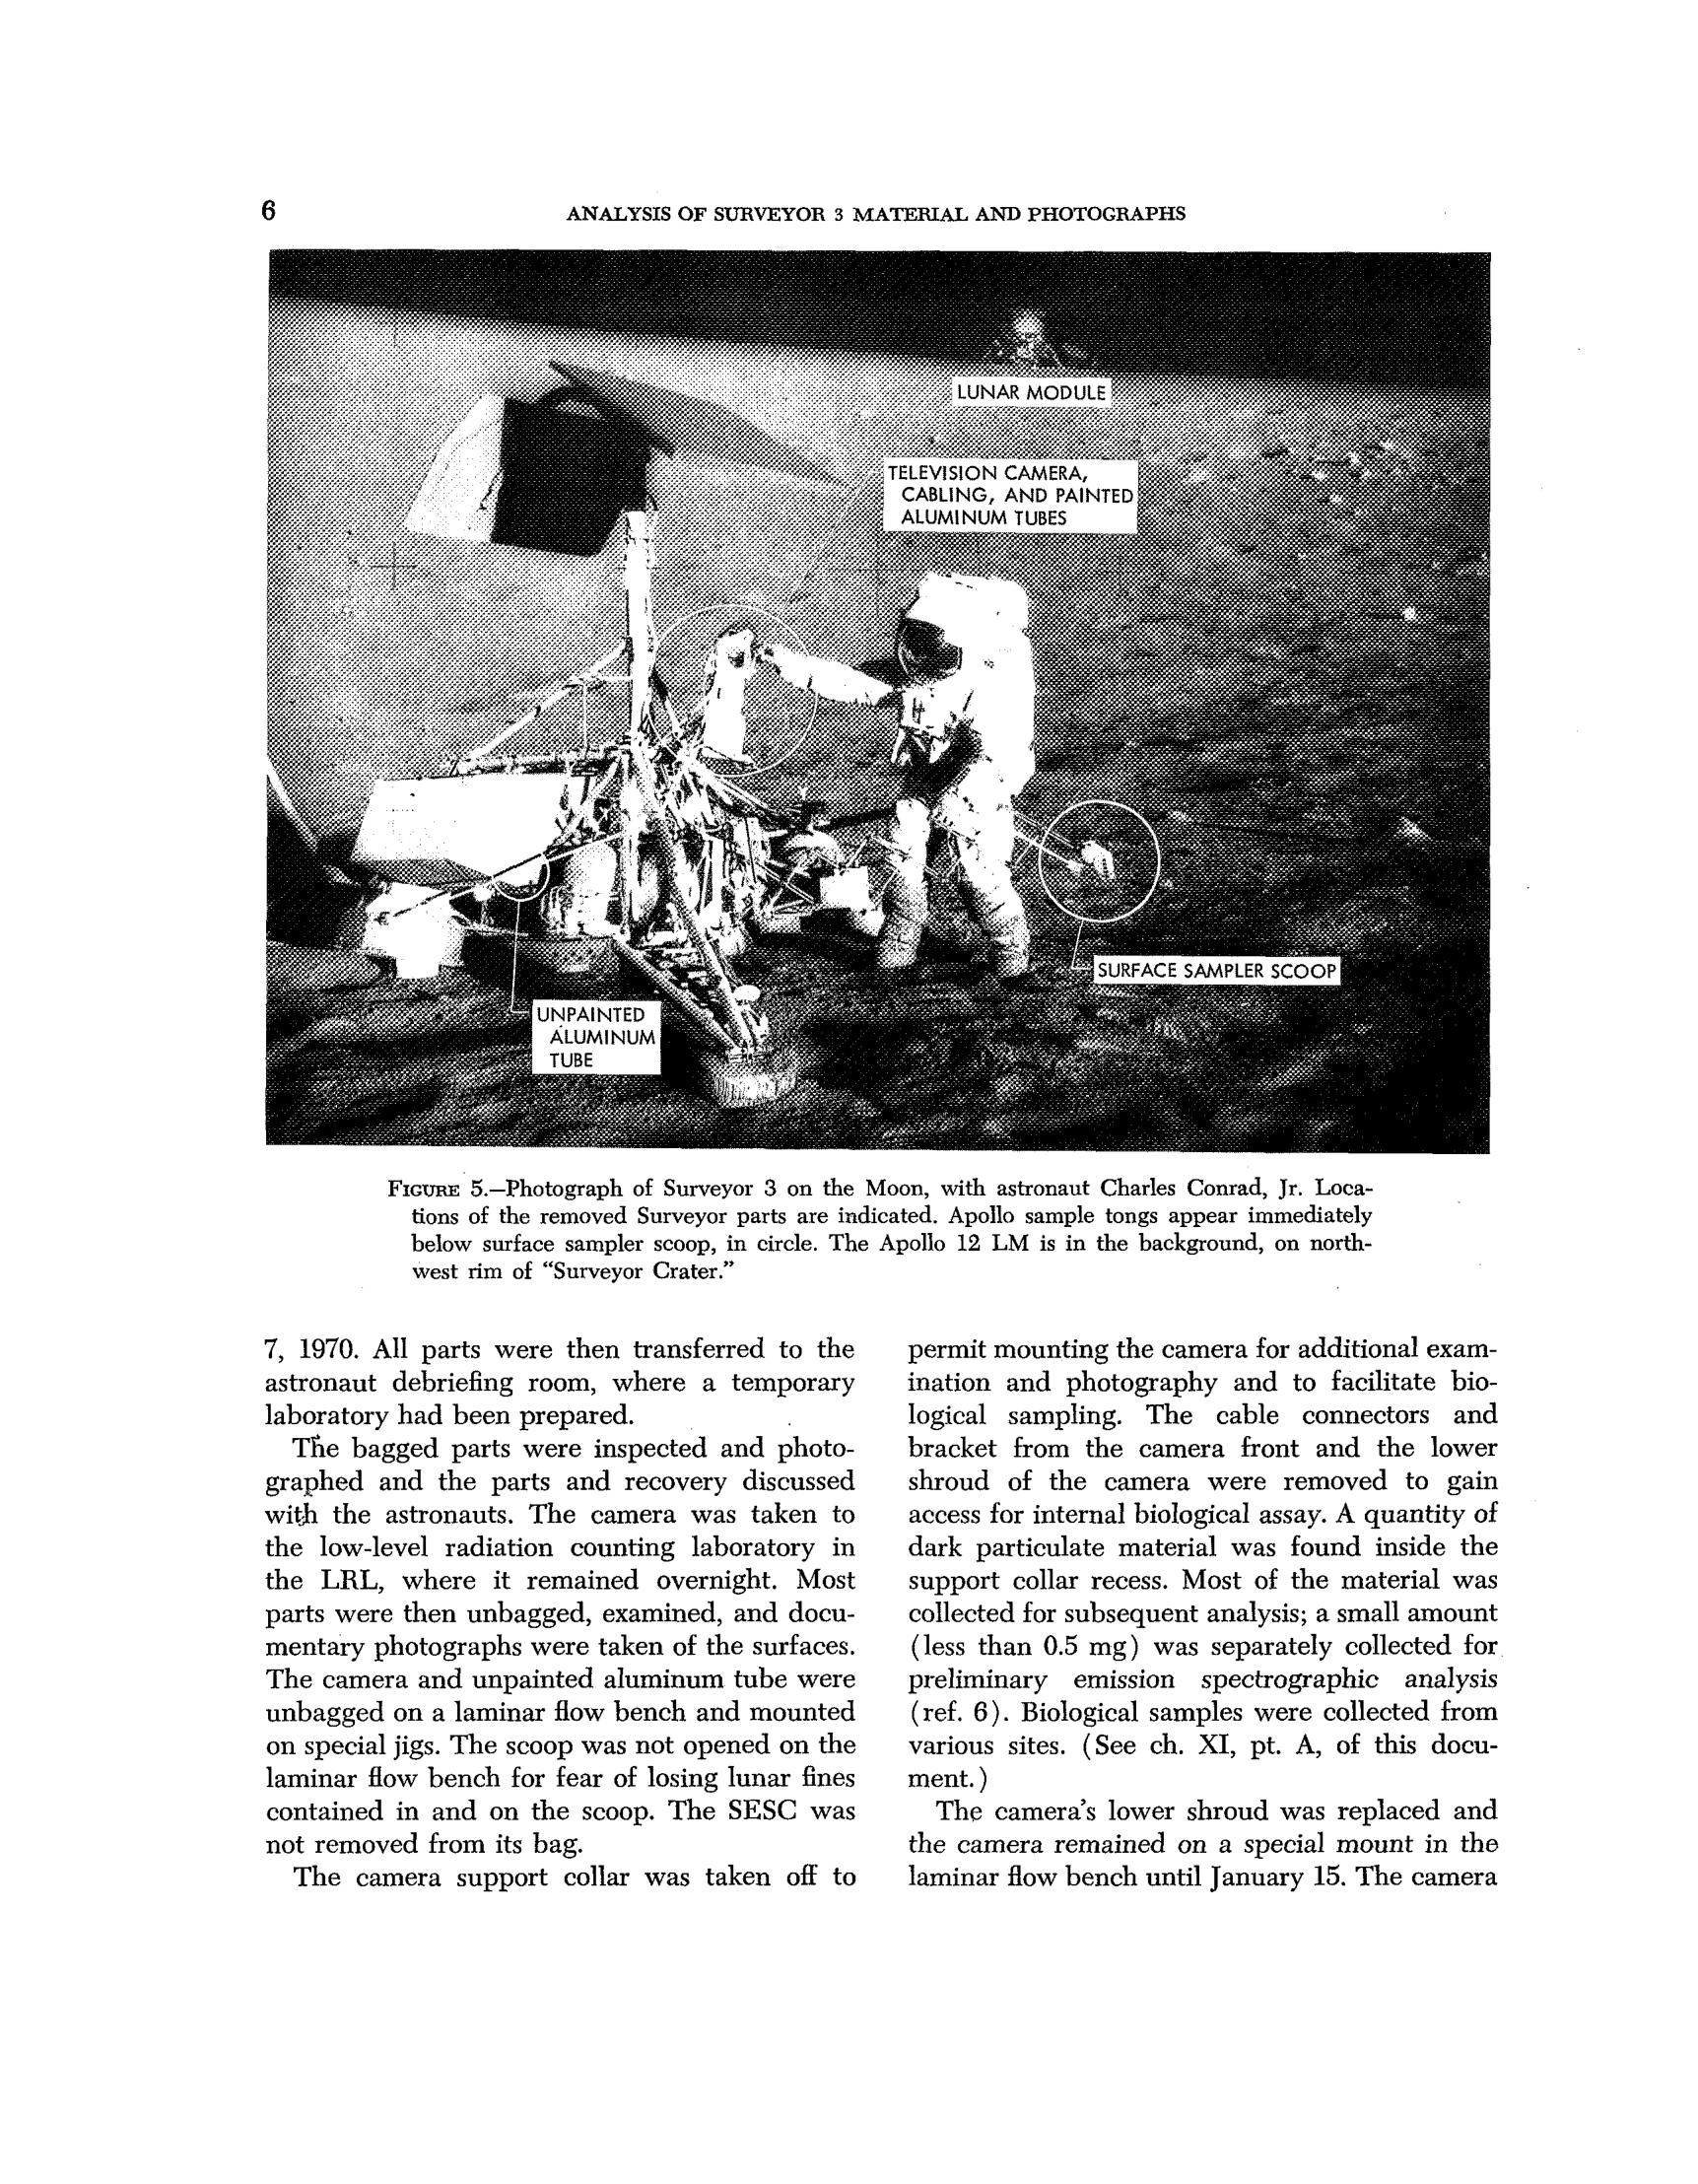 6
ANALYSIS OF SURVEYOR 3 MATERIAL AND PHOTOGRAPHS
LUNAR MODULE
TELEVISION CAMERA,
CABLING, AND PAINTED
ALUMINUM TUBES
SURFACE SAMPLER SCOOP
UNPAINTED
ALUMINUM
TUBE
FIGURE 5.—Photograph of Surveyor 3 on the Moon, with astronaut Charles Conrad, Jr. Loca-
tions of the removed Surveyor parts are indicated. Apollo sample tongs appear immediately
below surface sampler scoop, in circle. The Apollo 12 LM is in the background, on north-
west rim of “Surveyor Crater.”
7, 1970. All parts were then transferred to the
astronaut debriefing room, where a temporary
laboratory had been prepared.
The bagged parts were inspected and photo-
graphed and the parts and recovery discussed
with the astronauts. The camera was taken to
the low-level radiation counting laboratory in
the LRL, where it remained overnight. Most
parts were then unbagged, examined, and docu-
mentary photographs were taken of the surfaces.
The camera and unpainted aluminum tube were
unbagged on a laminar flow bench and mounted
on special jigs. The scoop was not opened on the
laminar flow bench for fear of losing lunar fines
contained in and on the scoop. The SESC was
not removed from its bag.
The camera support collar was taken off to
permit mounting the camera for additional exam-
ination and photography and to facilitate bio-
logical sampling. The cable connectors and
bracket from the camera front and the lower
shroud of the camera were removed to gain
access for internal biological assay. A quantity of
dark particulate material was found inside the
support collar recess. Most of the material was
collected for subsequent analysis; a small amount
(less than 0.5 mg) was separately collected for
preliminary emission spectrographic analysis
(ref. 6). Biological samples were collected from
various sites. (See ch. XI, pt. A, of this docu-
ment.)
The camera's lower shroud was replaced and
the camera remained on a special mount in the
laminar flow bench until January 15. The camera